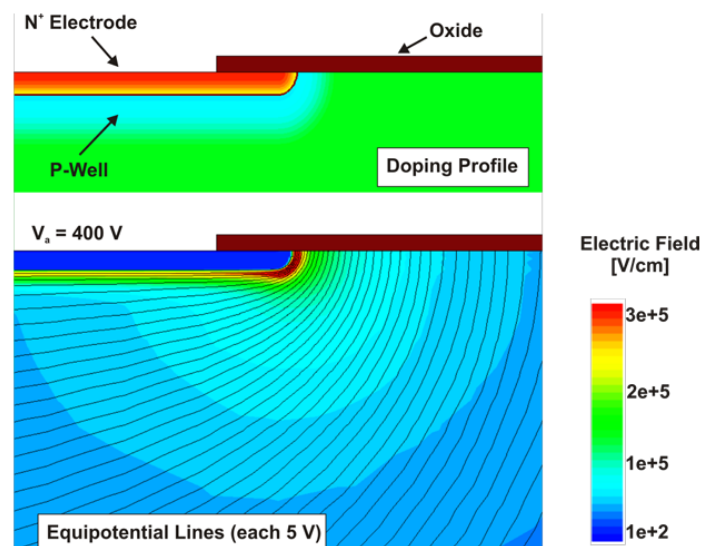 N⁺ Electrode
Oxide
P-Well
Doping Profile
Vₐ = 400 V
Electric Field
[V/cm]
3e+5
2e+5
1e+5
1e+2
Equipotential Lines (each 5 V)